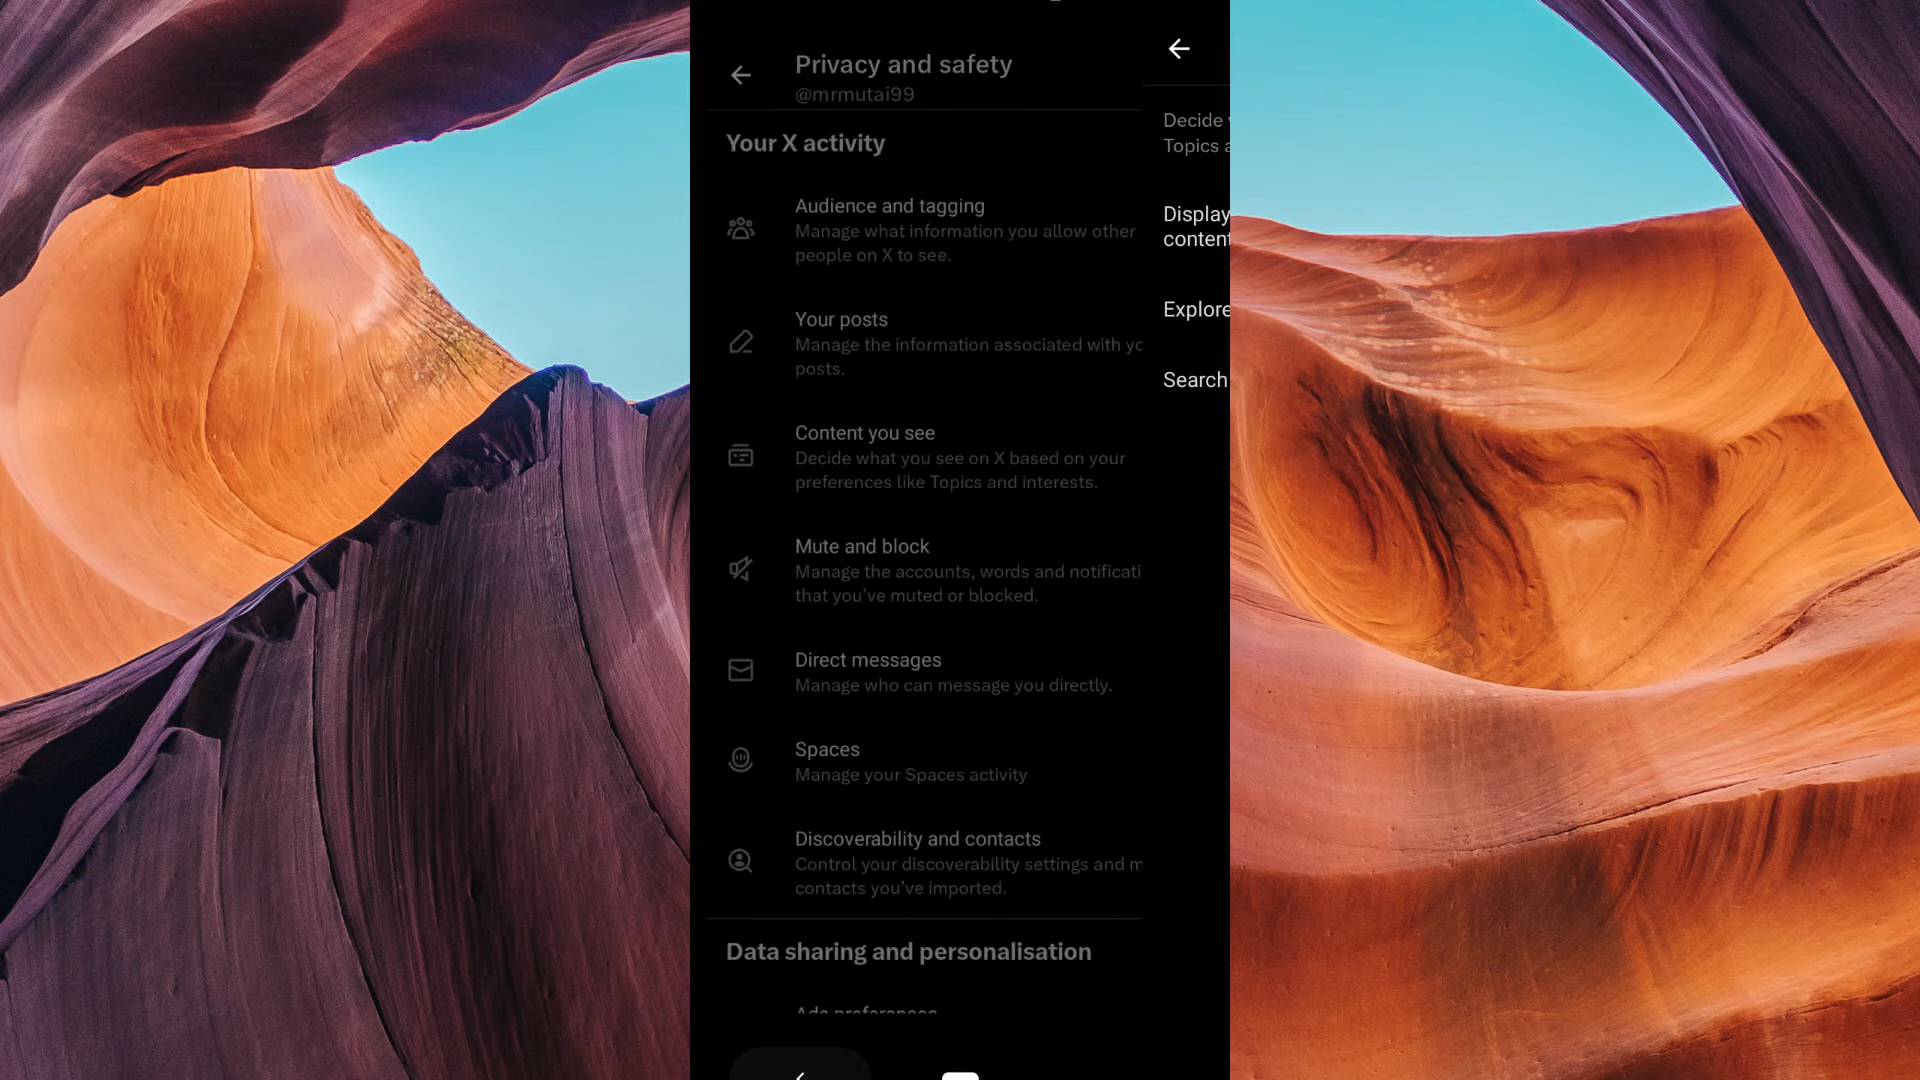 Privacy and safety
@mrmutai99
Your X activity
Audience and tagging
Manage what information you allow other
people on X to see.
Your posts
Manage the information associated with yo
posts.
Content you see
Decide what you see on X based on your
preferences like Topics and interests.
Mute and block
Manage the accounts, words and notificati
that you've muted or blocked.
Direct messages
Manage who can message you directly.
Spaces
Manage your Spaces activity
Discoverability and contacts
Control your discoverability settings and m
contacts you've imported.
Data sharing and personalisation
Ads preferences
Decide
Topics a
Display
content
Explore
Search